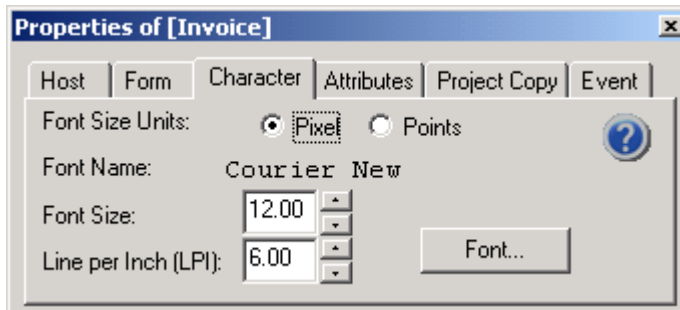 Properties of [Invoice]
Host Form Character Attributes Project Copy Event
Font Size Units: Pixel Points
Font Name: Courier New
Font Size: 12.00
Line per Inch (LPI): 6.00 Font...